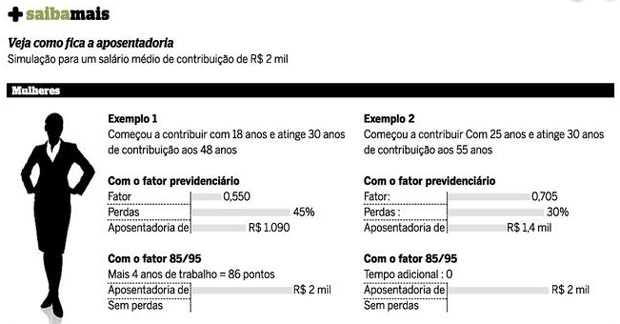 + saibamais
Veja como fica a aposentadoria
Simulação para um salário médio de contribuição de R$ 2 mil
Mulheres
Exemplo 1
Começou a contribuir com 18 anos e atinge 30 anos
de contribuição aos 48 anos
Com o fator previdenciário
Fator 0,550
Perdas 45%
Aposentadoria de R$ 1.090
Com o fator 85/95
Mais 4 anos de trabalho = 86 pontos
Aposentadoria de R$ 2 mil
Sem perdas
Exemplo 2
Começou a contribuir Com 25 anos e atinge 30 anos
de contribuição aos 55 anos
Com o fator previdenciário
Fator: 0,705
Perdas : 30%
Aposentadoria de R$ 1,4 mil
Com o fator 85/95
Tempo adicional : 0
Aposentadoria de R$ 2 mil
Sem perdas